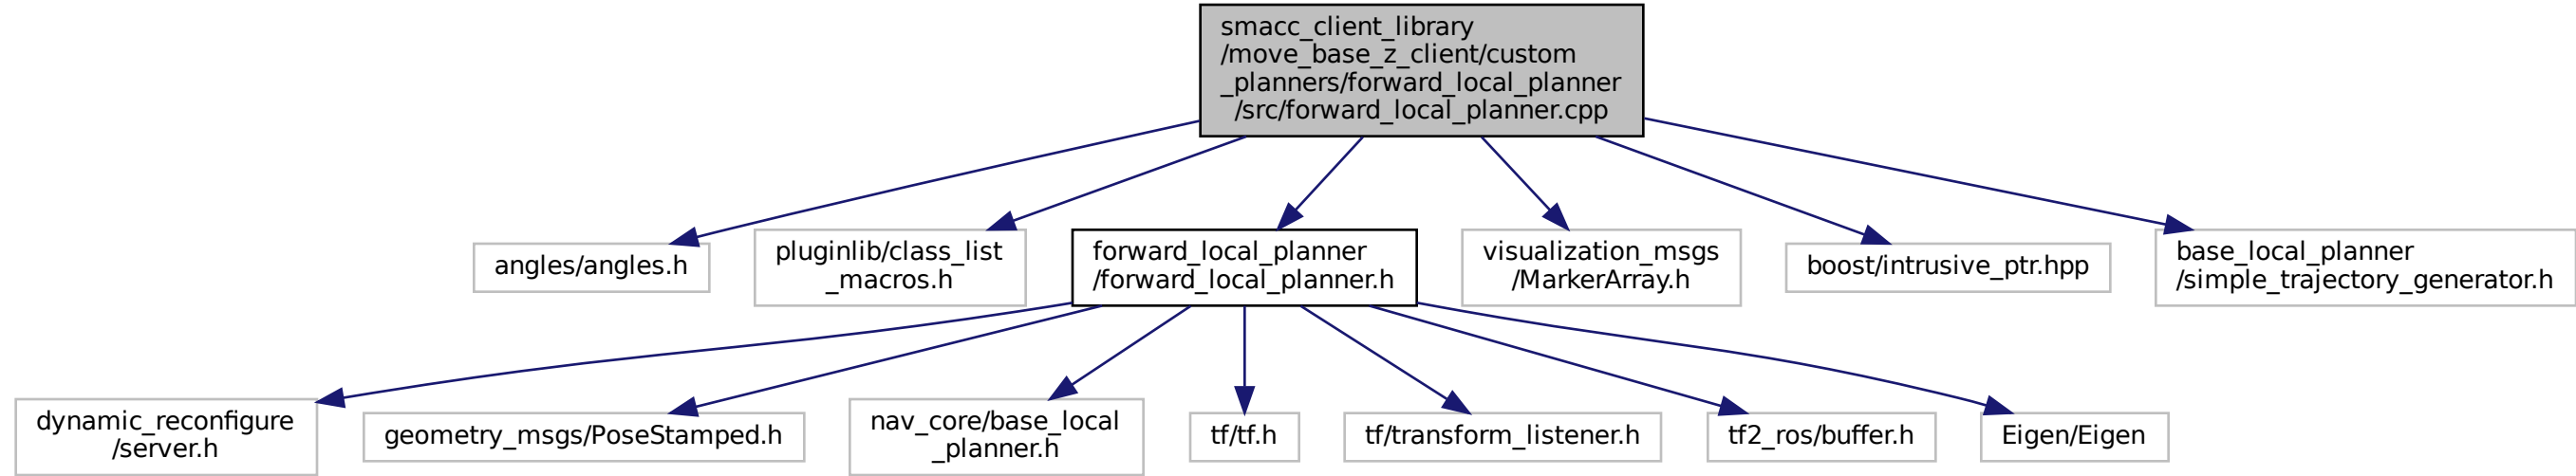 smacc_client_library
/move_base_z_client/custom
_planners/forward_local_planner
/src/forward_local_planner.cpp
angles/angles.h
pluginlib/class_list
_macros.h
forward_local_planner
/forward_local_planner.h
visualization_msgs
/MarkerArray.h
boost/intrusive_ptr.hpp
base_local_planner
/simple_trajectory_generator.h
dynamic_reconfigure
/server.h
geometry_msgs/PoseStamped.h
nav_core/base_local
_planner.h
tf/tf.h
tf/transform_listener.h
tf2_ros/buffer.h
Eigen/Eigen